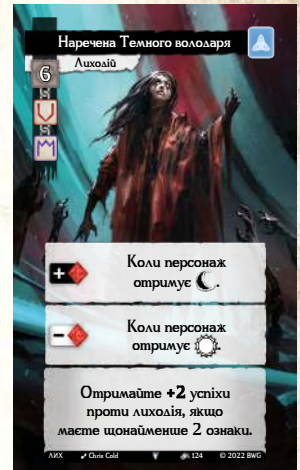 Наречена Темного володаря
Лиходій
6
Коли персонаж
отримує
Коли персонаж
отримує
Отримайте +2 успіхи
проти лиходія, якщо
маєте щонайменше 2 ознаки.
ЛИХ Chris Cold 124 © 2022 BWG